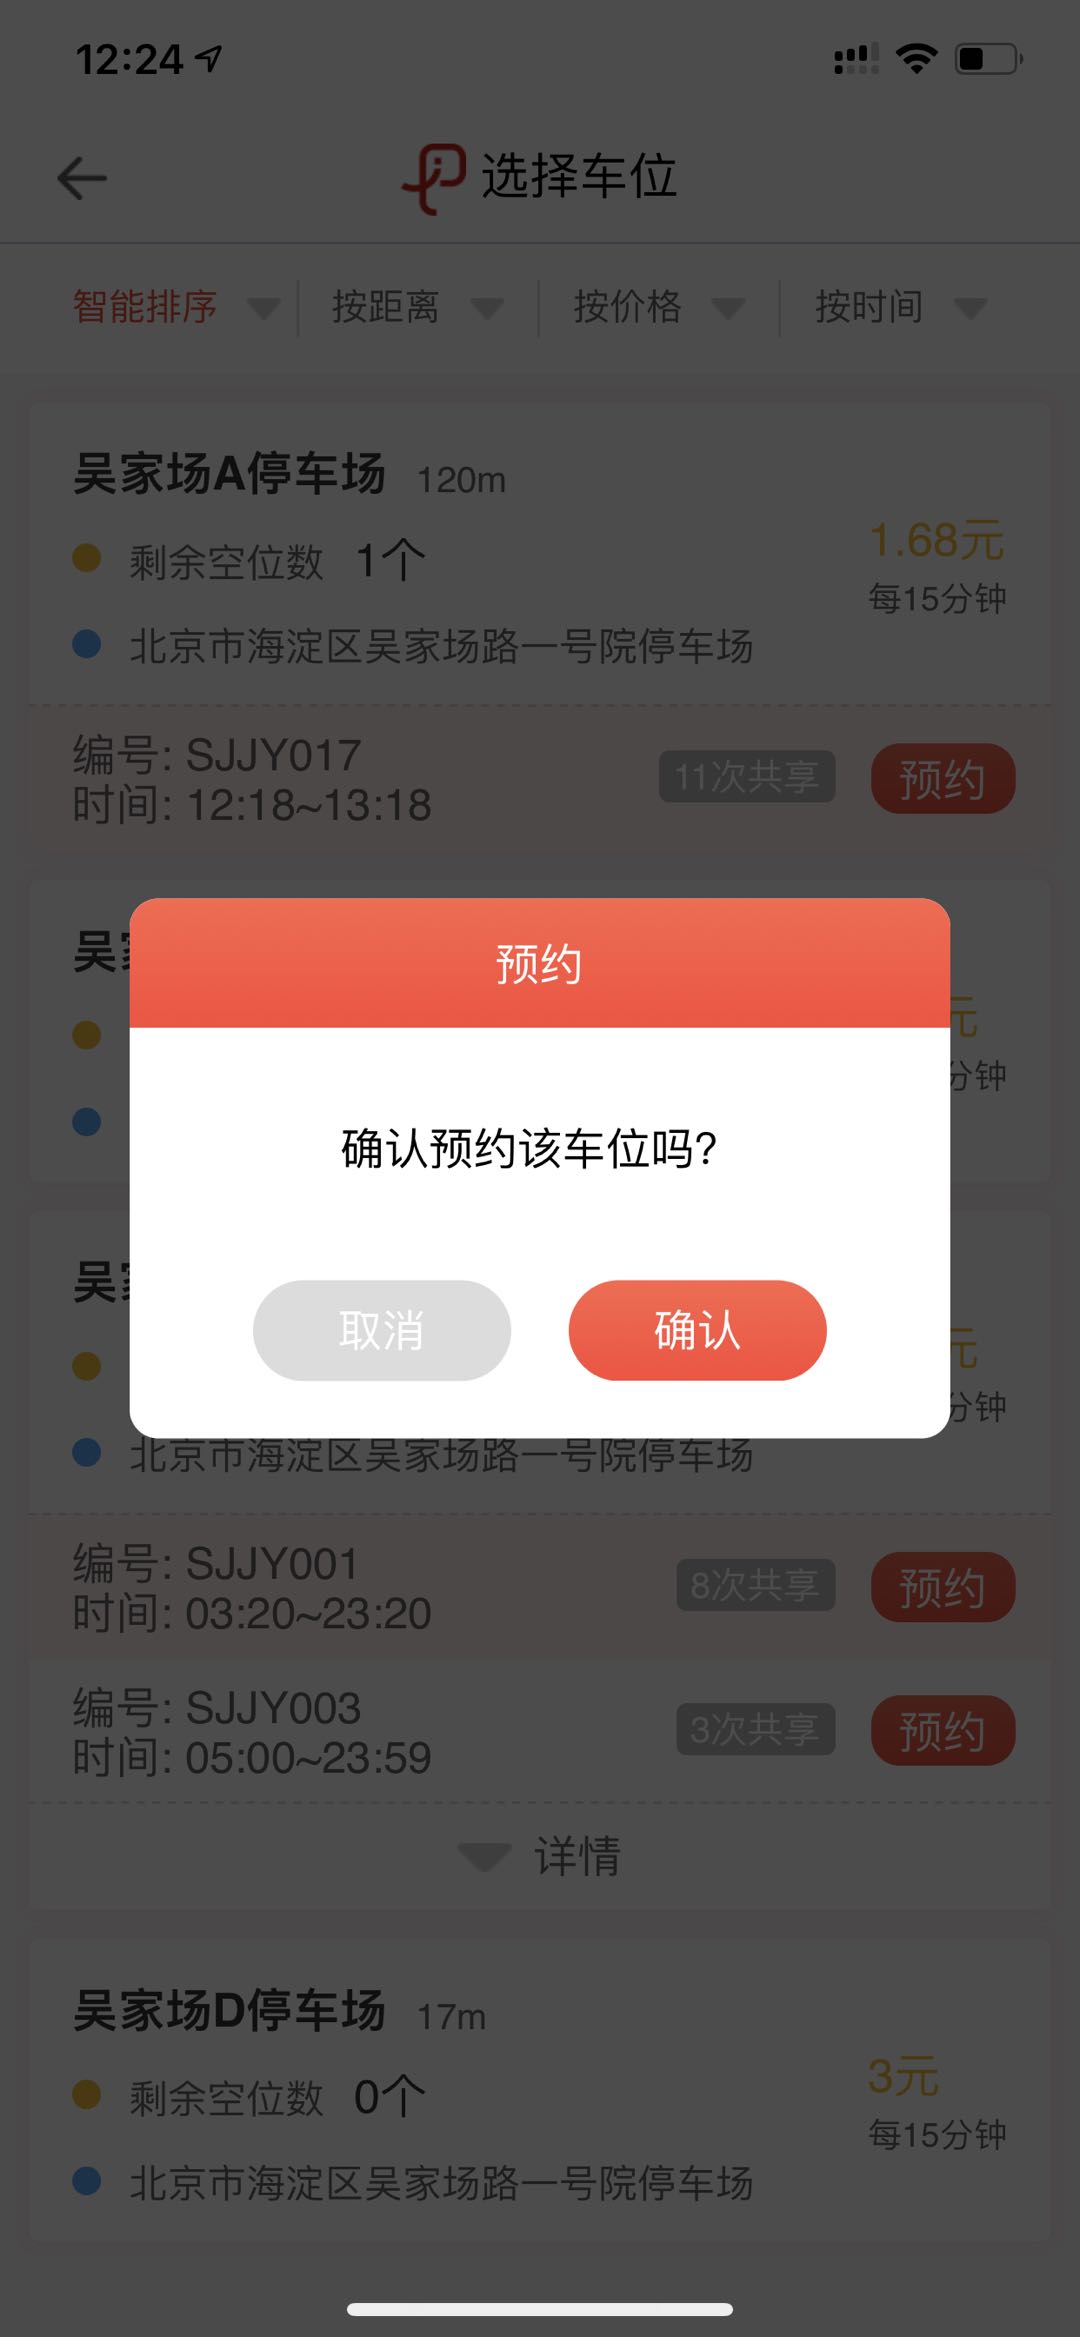 12:24
选择车位
智能排序 按距离 按价格 按时间
吴家场A停车场 120m
剩余空位数 1个
1.68元
每15分钟
北京市海淀区吴家场路一号院停车场
编号: SJJY017
时间: 12:18~13:18
11次共享 预约
吴
元
分钟
预约
确认预约该车位吗?
取消 确认
吴
元
分钟
北京市海淀区吴家场路一号院停车场
编号: SJJY001
时间: 03:20~23:20
8次共享 预约
编号: SJJY003
时间: 05:00~23:59
3次共享 预约
详情
吴家场D停车场 17m
剩余空位数 0个
3元
每15分钟
北京市海淀区吴家场路一号院停车场